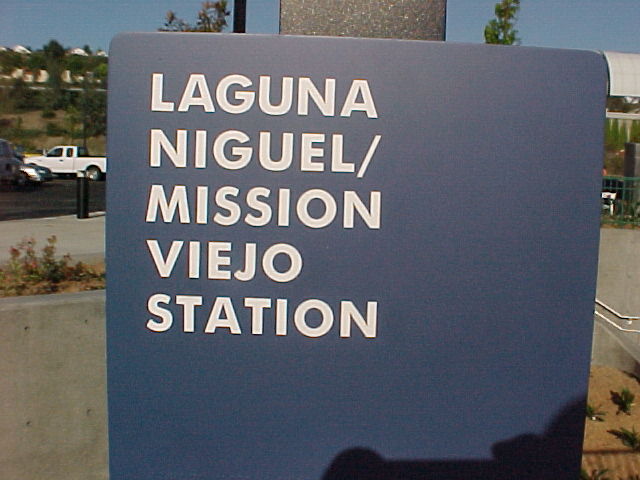 LAGUNA
NIGUEL/
MISSION
VIEJO
STATION